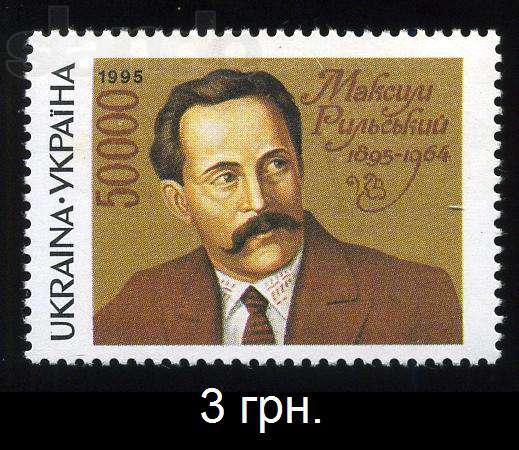 1995
50000
UKRAINA · УКРАЇНА
Максим
Рильський
1895-1964
3 грн.